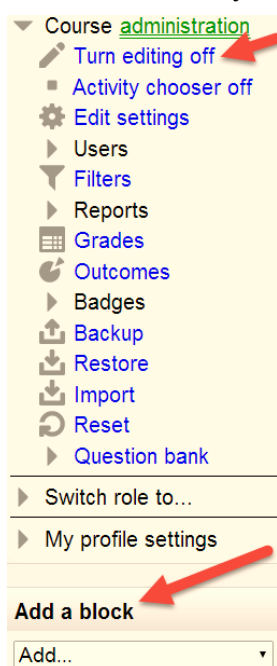 Course administration
Turn editing off
Activity chooser off
Edit settings
Users
Filters
Reports
Grades
Outcomes
Badges
Backup
Restore
Import
Reset
Question bank
Switch role to...
My profile settings
Add a block
Add...